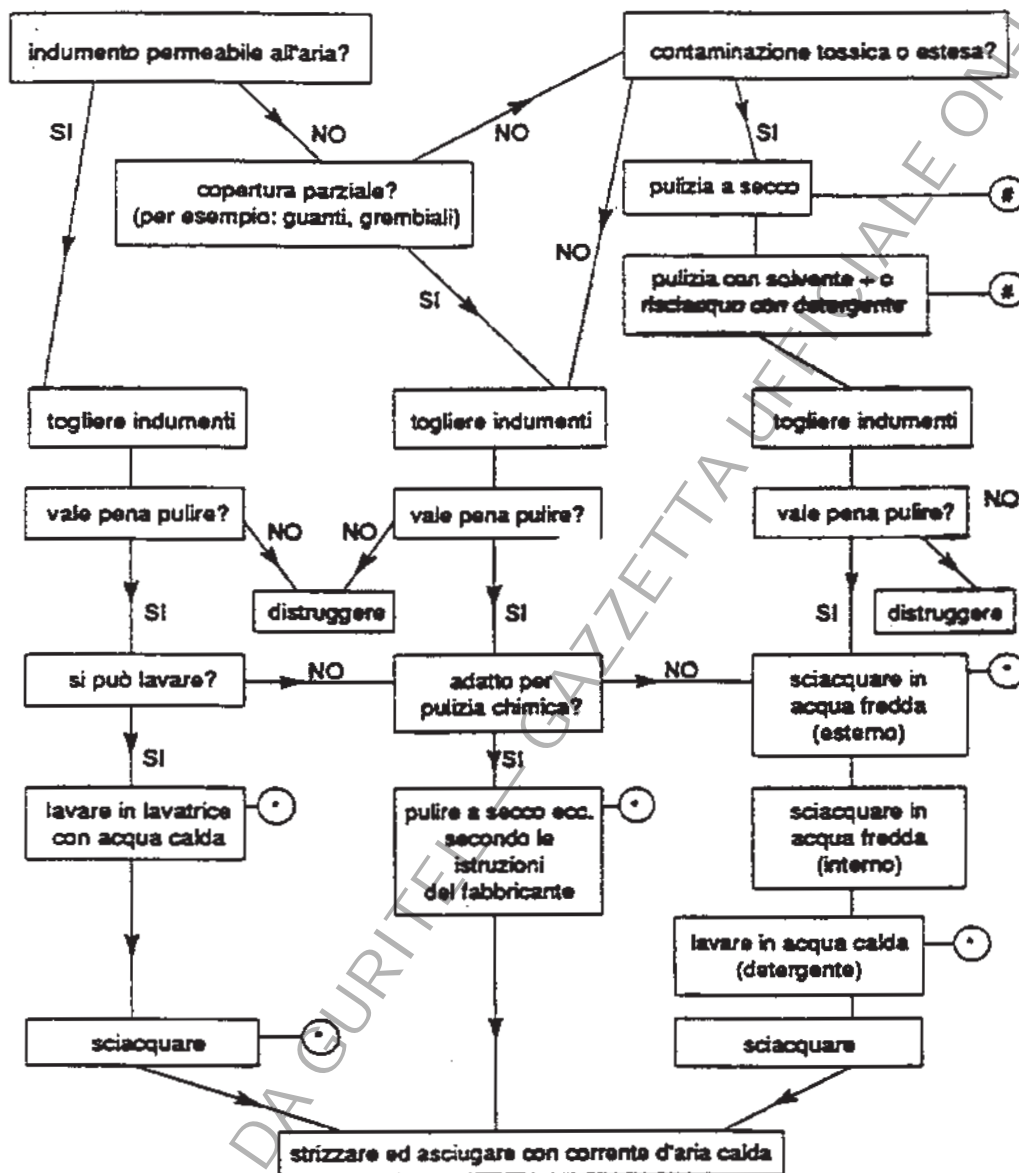 indumento permeabile all'aria?
contaminazione tossica o estesa?
SI
NO
NO
SI
copertura parziale?
(per esempio: guanti, grembiali)
pulizia a secco
#
NO
SI
pulizia con solvente + o
risciacquo con detergente
#
togliere indumenti
togliere indumenti
togliere indumenti
vale pena pulire?
NO
NO
vale pena pulire?
vale pena pulire?
NO
SI
distruggere
SI
SI
distruggere
si può lavare?
NO
adatto per
pulizia chimica?
NO
sciacquare in
acqua fredda
(esterno)
*
SI
SI
lavare in lavatrice
con acqua calda
*
pulire a secco ecc.
secondo le
istruzioni
del fabbricante
*
sciacquare in
acqua fredda
(interno)
lavare in acqua calda
(detergente)
*
sciacquare
*
sciacquare
strizzare ed asciugare con corrente d'aria calda
DA GURITEL — GAZZETTA UFFICIALE